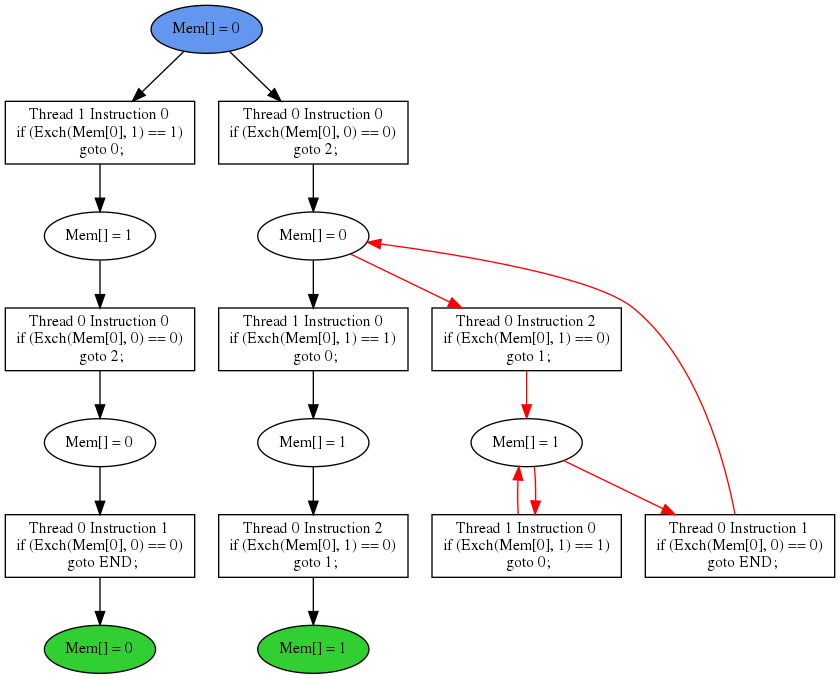 Mem[] = 0
Thread 1 Instruction 0
if (Exch(Mem[0], 1) == 1)
goto 0;
Thread 0 Instruction 0
if (Exch(Mem[0], 0) == 0)
goto 2;
Mem[] = 1
Mem[] = 0
Thread 0 Instruction 0
if (Exch(Mem[0], 0) == 0)
goto 2;
Thread 1 Instruction 0
if (Exch(Mem[0], 1) == 1)
goto 0;
Thread 0 Instruction 2
if (Exch(Mem[0], 1) == 0)
goto 1;
Mem[] = 0
Mem[] = 1
Mem[] = 1
Thread 0 Instruction 1
if (Exch(Mem[0], 0) == 0)
goto END;
Thread 0 Instruction 2
if (Exch(Mem[0], 1) == 0)
goto 1;
Thread 1 Instruction 0
if (Exch(Mem[0], 1) == 1)
goto 0;
Thread 0 Instruction 1
if (Exch(Mem[0], 0) == 0)
goto END;
Mem[] = 0
Mem[] = 1